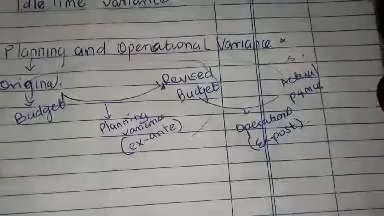 Idle Time Variance
Planning and Operational Variance *
Original
Budget
Revised
Budget
Actual
Planning
variance
(ex-ante)
Operational
(ex-post)